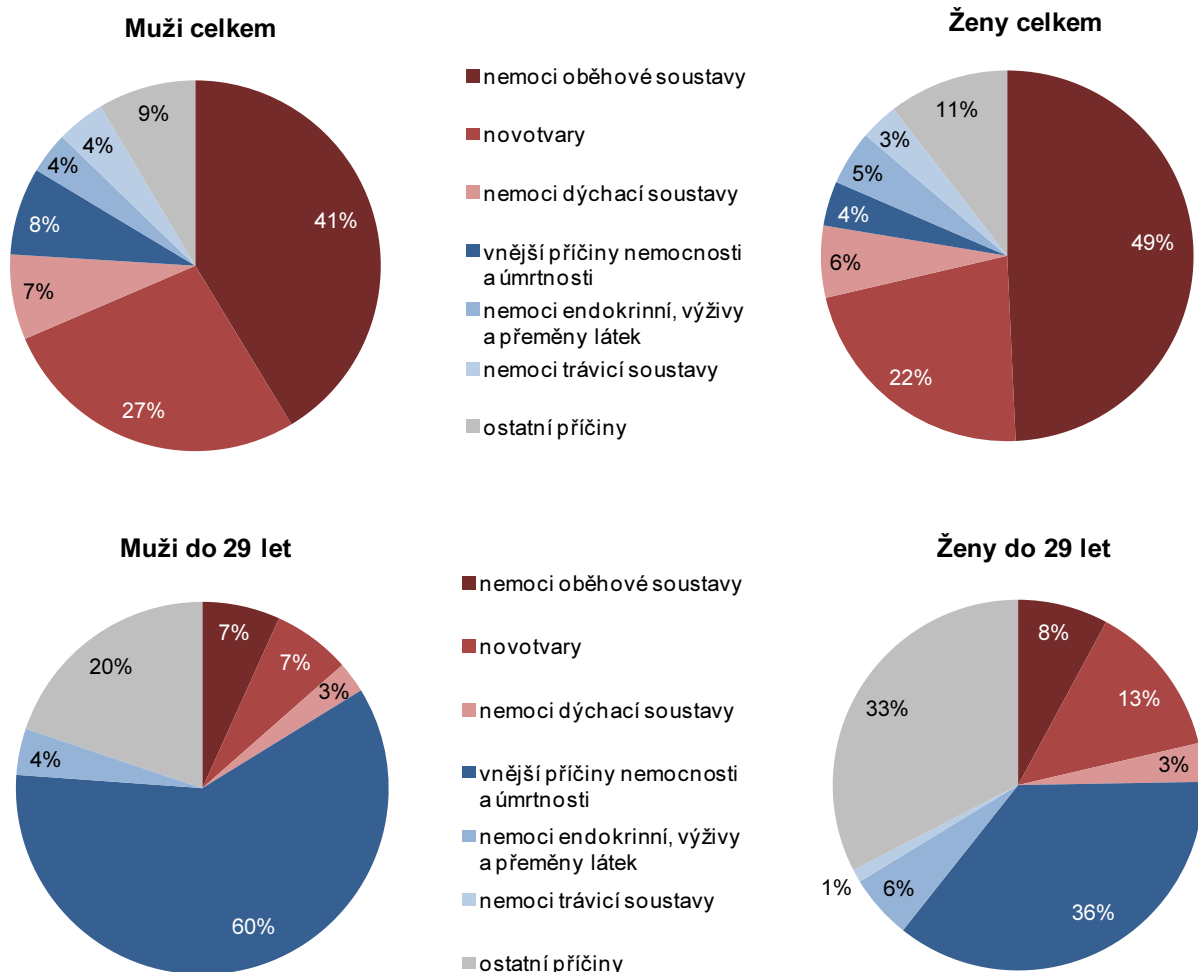 Muži celkem
9%
4%
4%
8%
7%
27%
41%
nemoci oběhové soustavy
novotvary
nemoci dýchací soustavy
vnější příčiny nemocnosti
a úmrtnosti
nemoci endokrinní, výživy
a přeměny látek
nemoci trávicí soustavy
ostatní příčiny
Ženy celkem
11%
3%
5%
4%
6%
22%
49%
Muži do 29 let
7%
7%
3%
20%
4%
60%
nemoci oběhové soustavy
novotvary
nemoci dýchací soustavy
vnější příčiny nemocnosti
a úmrtnosti
nemoci endokrinní, výživy
a přeměny látek
nemoci trávicí soustavy
ostatní příčiny
Ženy do 29 let
8%
13%
3%
33%
1%
6%
36%